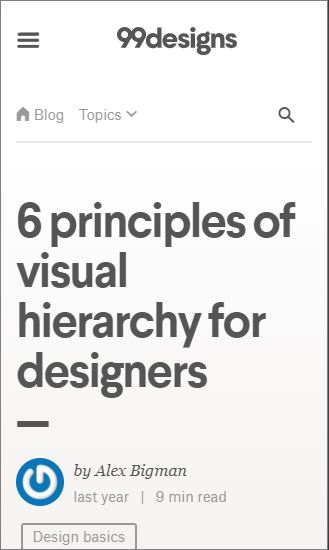 99designs
Blog Topics
6 principles of
visual
hierarchy for
designers
by Alex Bigman
last year | 9 min read
Design basics